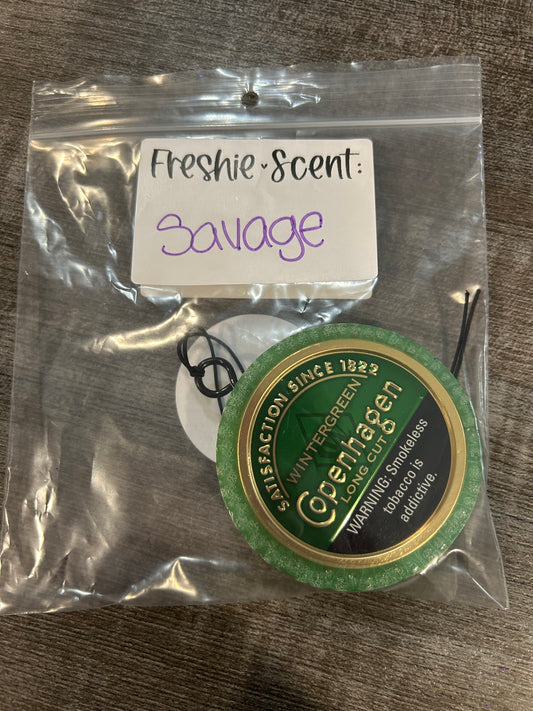 Freshie Scent:
Savage
SATISFACTION SINCE 1822
WINTERGREEN
Copenhagen
LONG CUT
WARNING: Smokeless
tobacco is
addictive.